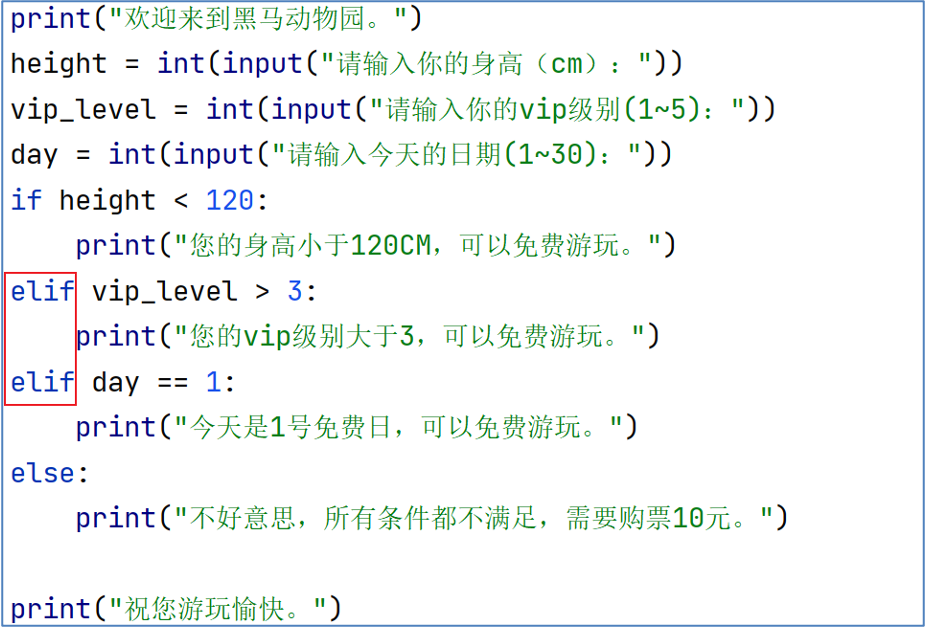 print("欢迎来到黑马动物园。")
height = int(input("请输入你的身高（cm）："))
vip_level = int(input("请输入你的vip级别(1~5)："))
day = int(input("请输入今天的日期(1~30)："))
if height < 120:
    print("您的身高小于120CM，可以免费游玩。")
elif vip_level > 3:
    print("您的vip级别大于3，可以免费游玩。")
elif day == 1:
    print("今天是1号免费日，可以免费游玩。")
else:
    print("不好意思，所有条件都不满足，需要购票10元。")
print("祝您游玩愉快。")